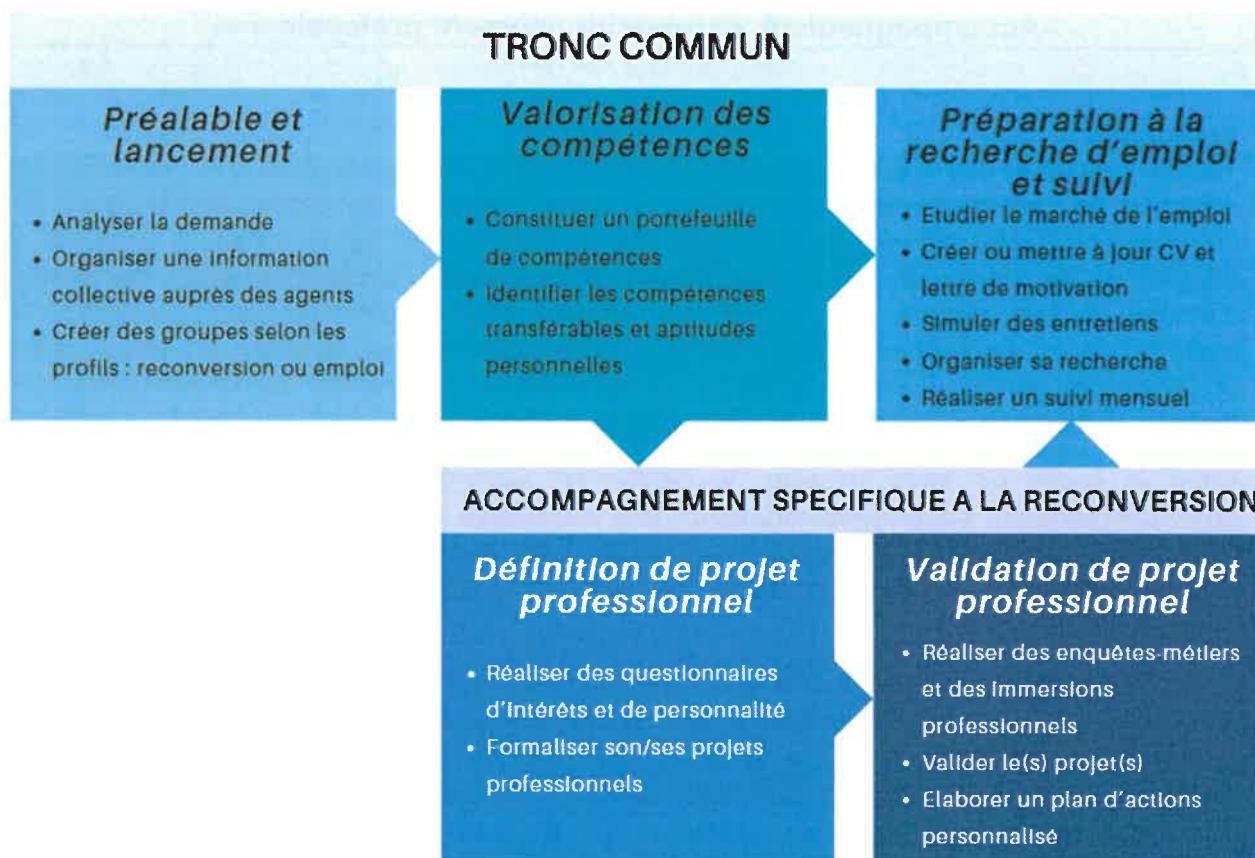 TRONC COMMUN
Préalable et
lancement
• Analyser la demande
• Organiser une information
collective auprès des agents
• Créer des groupes selon les
profils : reconversion ou emploi
Valorisation des
compétences
• Constituer un portefeuille
de compétences
• Identifier les compétences
transférables et aptitudes
personnelles
Préparation à la
recherche d'emploi
et suivi
• Etudier le marché de l'emploi
• Créer ou mettre à jour CV et
lettre de motivation
• Simuler des entretiens
• Organiser sa recherche
• Réaliser un suivi mensuel
ACCOMPAGNEMENT SPECIFIQUE A LA RECONVERSION
Définition de projet
professionnel
• Réaliser des questionnaires
d'intérêts et de personnalité
• Formaliser son/ses projets
professionnels
Validation de projet
professionnel
• Réaliser des enquêtes-métiers
et des immersions
professionnels
• Valider le(s) projet(s)
• Elaborer un plan d'actions
personnalisé